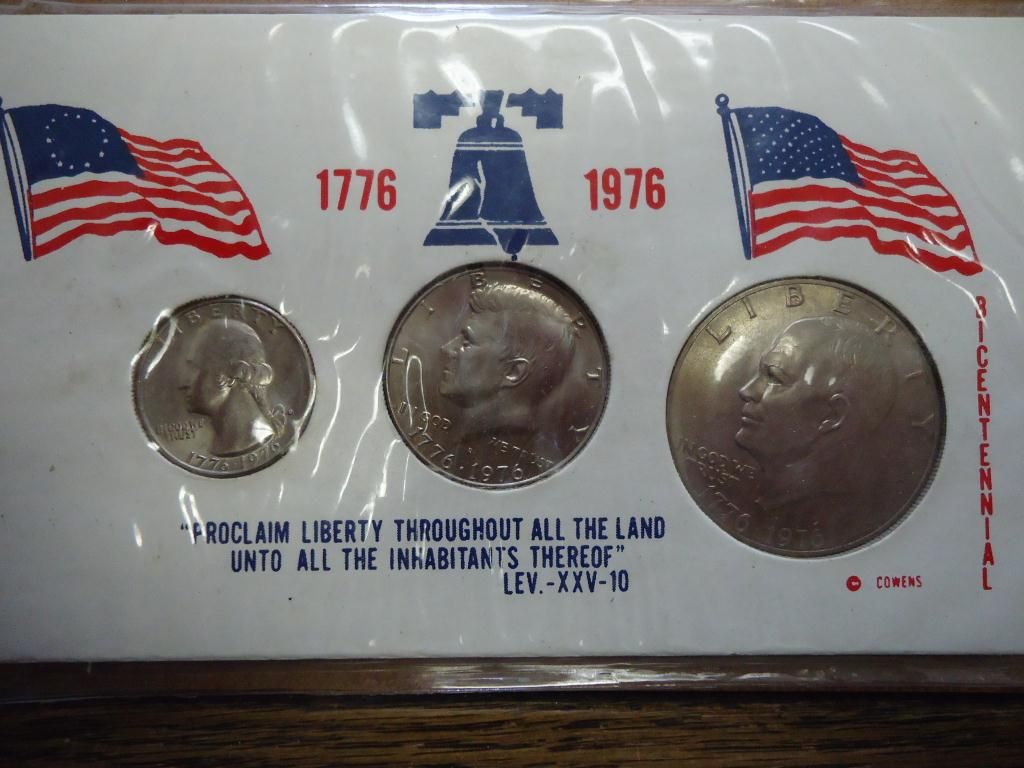 1776
1976
LIBERTY
IN GOD WE
TRUST
1776-1976
LIBERTY
IN GOD WE TRUST
1776·1976
LIBERTY
IN GOD WE
TRUST
1776 1976
BICENTENNIAL
"PROCLAIM LIBERTY THROUGHOUT ALL THE LAND
UNTO ALL THE INHABITANTS THEREOF"
LEV.-XXV-10
© COWENS